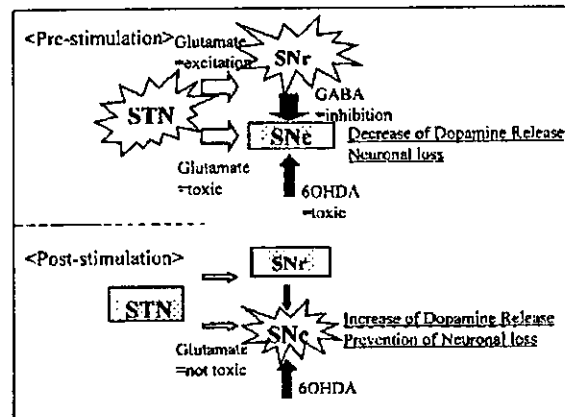 <Pre-stimulation>
Glutamate
=excitation
SNr
STN
GABA
=inhibition
SNc
Decrease of Dopamine Release
Neuronal loss
Glutamate
=toxic
6OHDA
=toxic
<Post-stimulation>
SNr
STN
SNc
Increase of Dopamine Release
Prevention of Neuronal loss
Glutamate
=not toxic
6OHDA